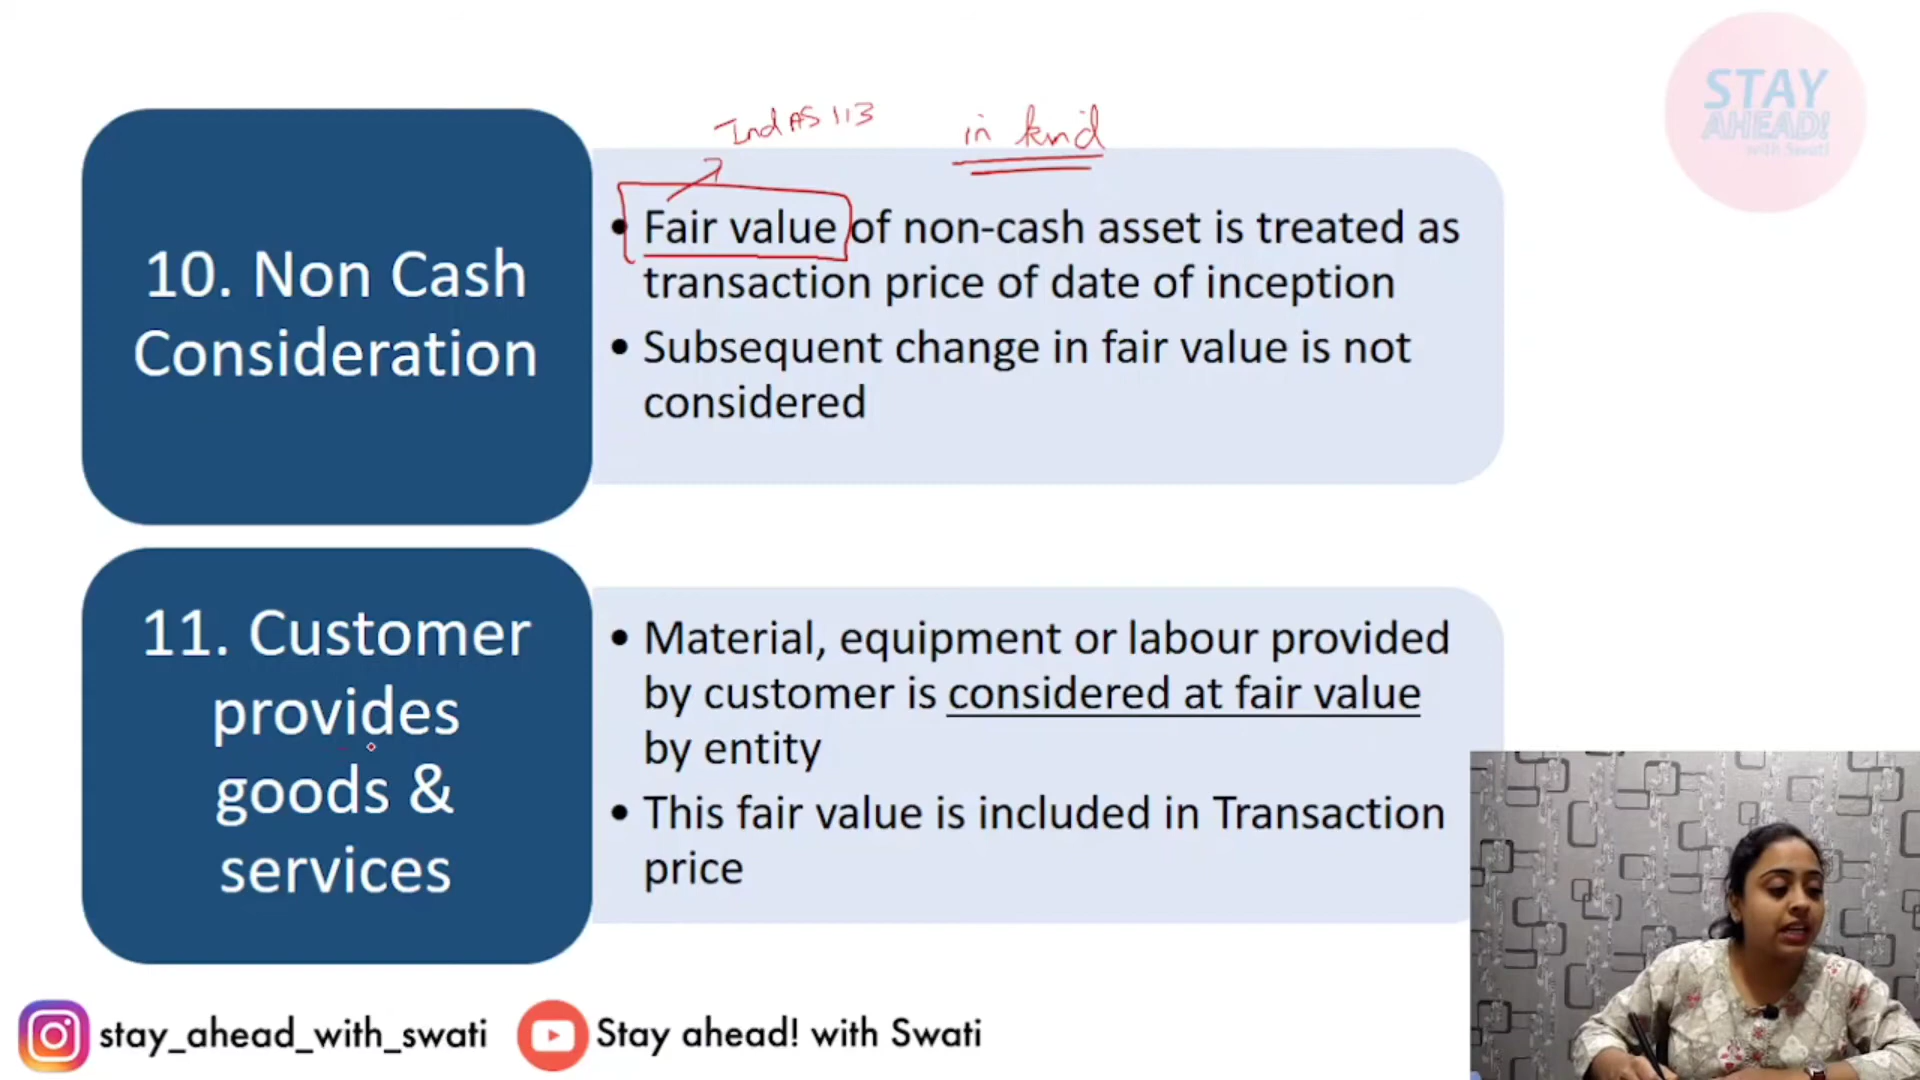 STAY
AHEAD!
with Swati
Ind AS 113
in kind
10. Non Cash
Consideration
• Fair value of non-cash asset is treated as
transaction price of date of inception
• Subsequent change in fair value is not
considered
11. Customer
provides
goods &
services
• Material, equipment or labour provided
by customer is considered at fair value
by entity
• This fair value is included in Transaction
price
stay_ahead_with_swati
Stay ahead! with Swati